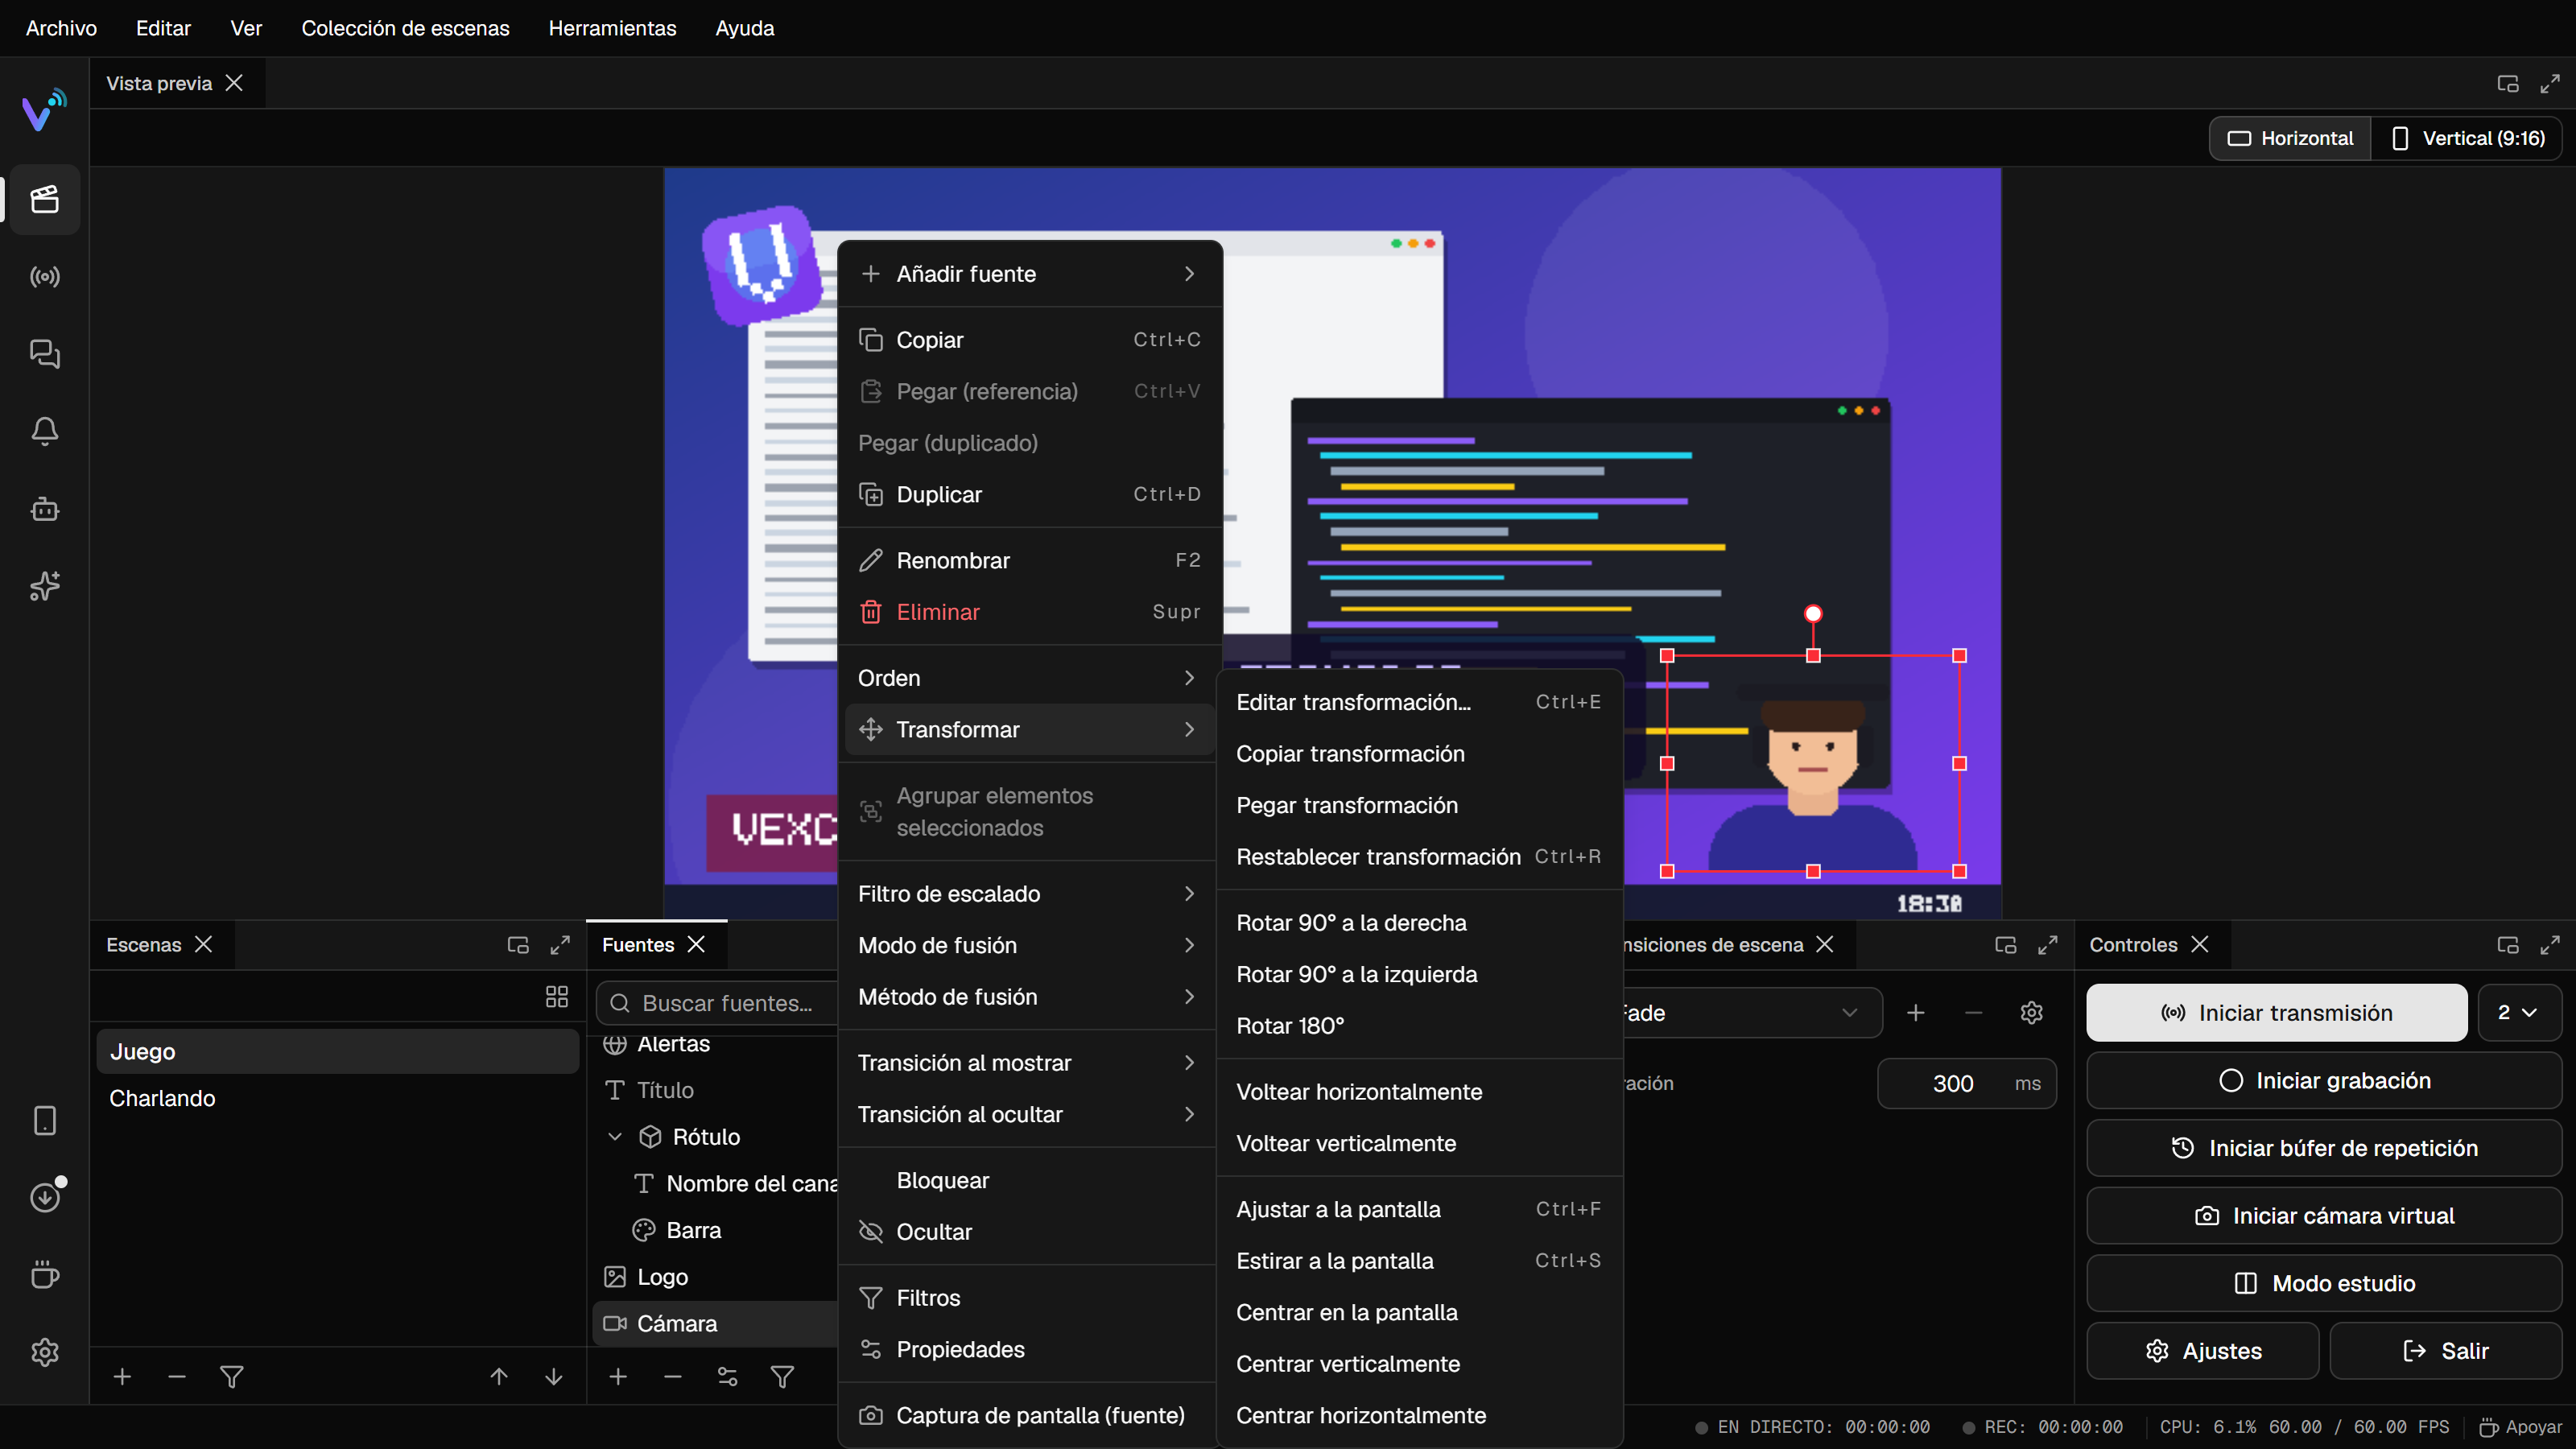 Archivo Editar Ver Colección de escenas Herramientas Ayuda
Vista previa
Horizontal Vertical (9:16)
Añadir fuente
Copiar Ctrl+C
Pegar (referencia) Ctrl+V
Pegar (duplicado)
Duplicar Ctrl+D
Renombrar F2
Eliminar Supr
Orden
Transformar
Agrupar elementos
seleccionados
Filtro de escalado
Modo de fusión
Método de fusión
Transición al mostrar
Transición al ocultar
Bloquear
Ocultar
Filtros
Propiedades
Captura de pantalla (fuente)
Editar transformación... Ctrl+E
Copiar transformación
Pegar transformación
Restablecer transformación Ctrl+R
Rotar 90° a la derecha
Rotar 90° a la izquierda
Rotar 180°
Voltear horizontalmente
Voltear verticalmente
Ajustar a la pantalla Ctrl+F
Estirar a la pantalla Ctrl+S
Centrar en la pantalla
Centrar verticalmente
Centrar horizontalmente
VEXC
18:30
Escenas
Juego
Charlando
Fuentes
Buscar fuentes...
Alertas
Título
Rótulo
Nombre del cana
Barra
Logo
Cámara
nsiciones de escena
Fade
ración 300 ms
Controles
Iniciar transmisión 2
Iniciar grabación
Iniciar búfer de repetición
Iniciar cámara virtual
Modo estudio
Ajustes Salir
EN DIRECTO: 00:00:00 REC: 00:00:00 CPU: 6.1% 60.00 / 60.00 FPS Apoyar